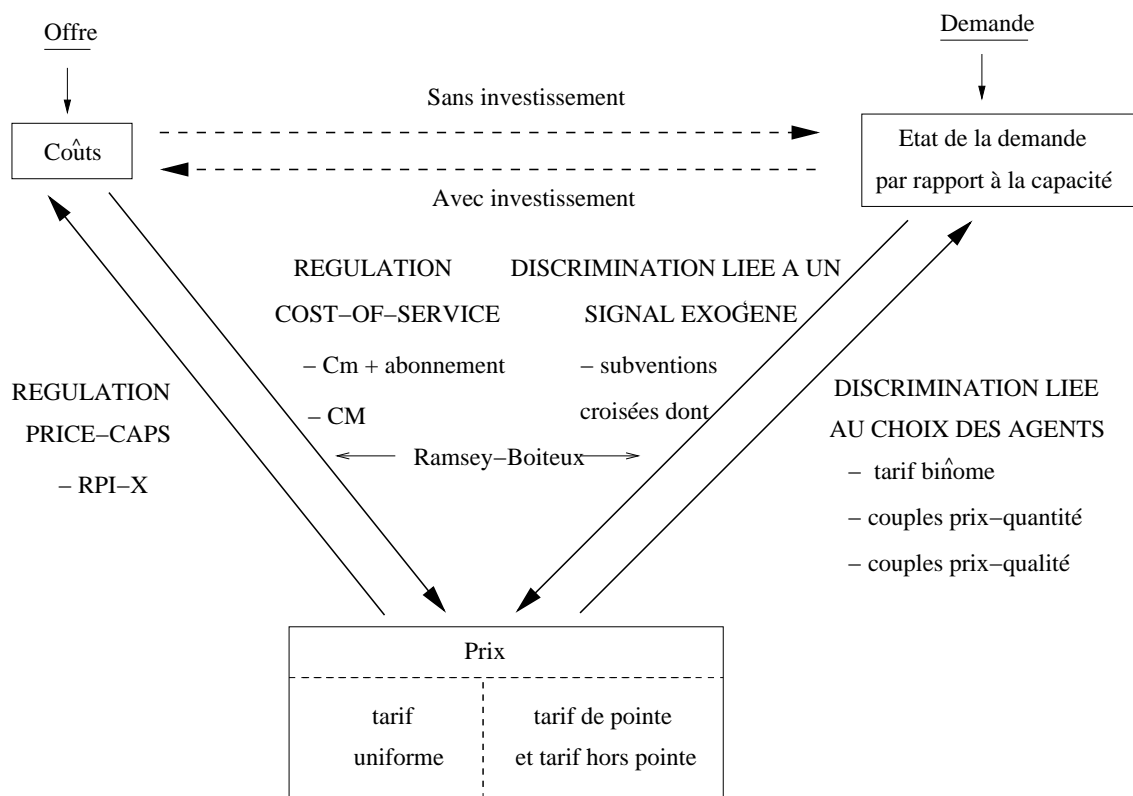 Offre
Demande
Sans investissement
Coûts
Etat de la demande
par rapport à la capacité
Avec investissement
REGULATION
COST–OF–SERVICE
– Cm + abonnement
– CM
DISCRIMINATION LIEE A UN
SIGNAL EXOGENE
– subventions
croisées dont
Ramsey–Boiteux
REGULATION
PRICE–CAPS
– RPI–X
DISCRIMINATION LIEE
AU CHOIX DES AGENTS
– tarif binôme
– couples prix–quantité
– couples prix–qualité
Prix
tarif
uniforme
tarif de pointe
et tarif hors pointe